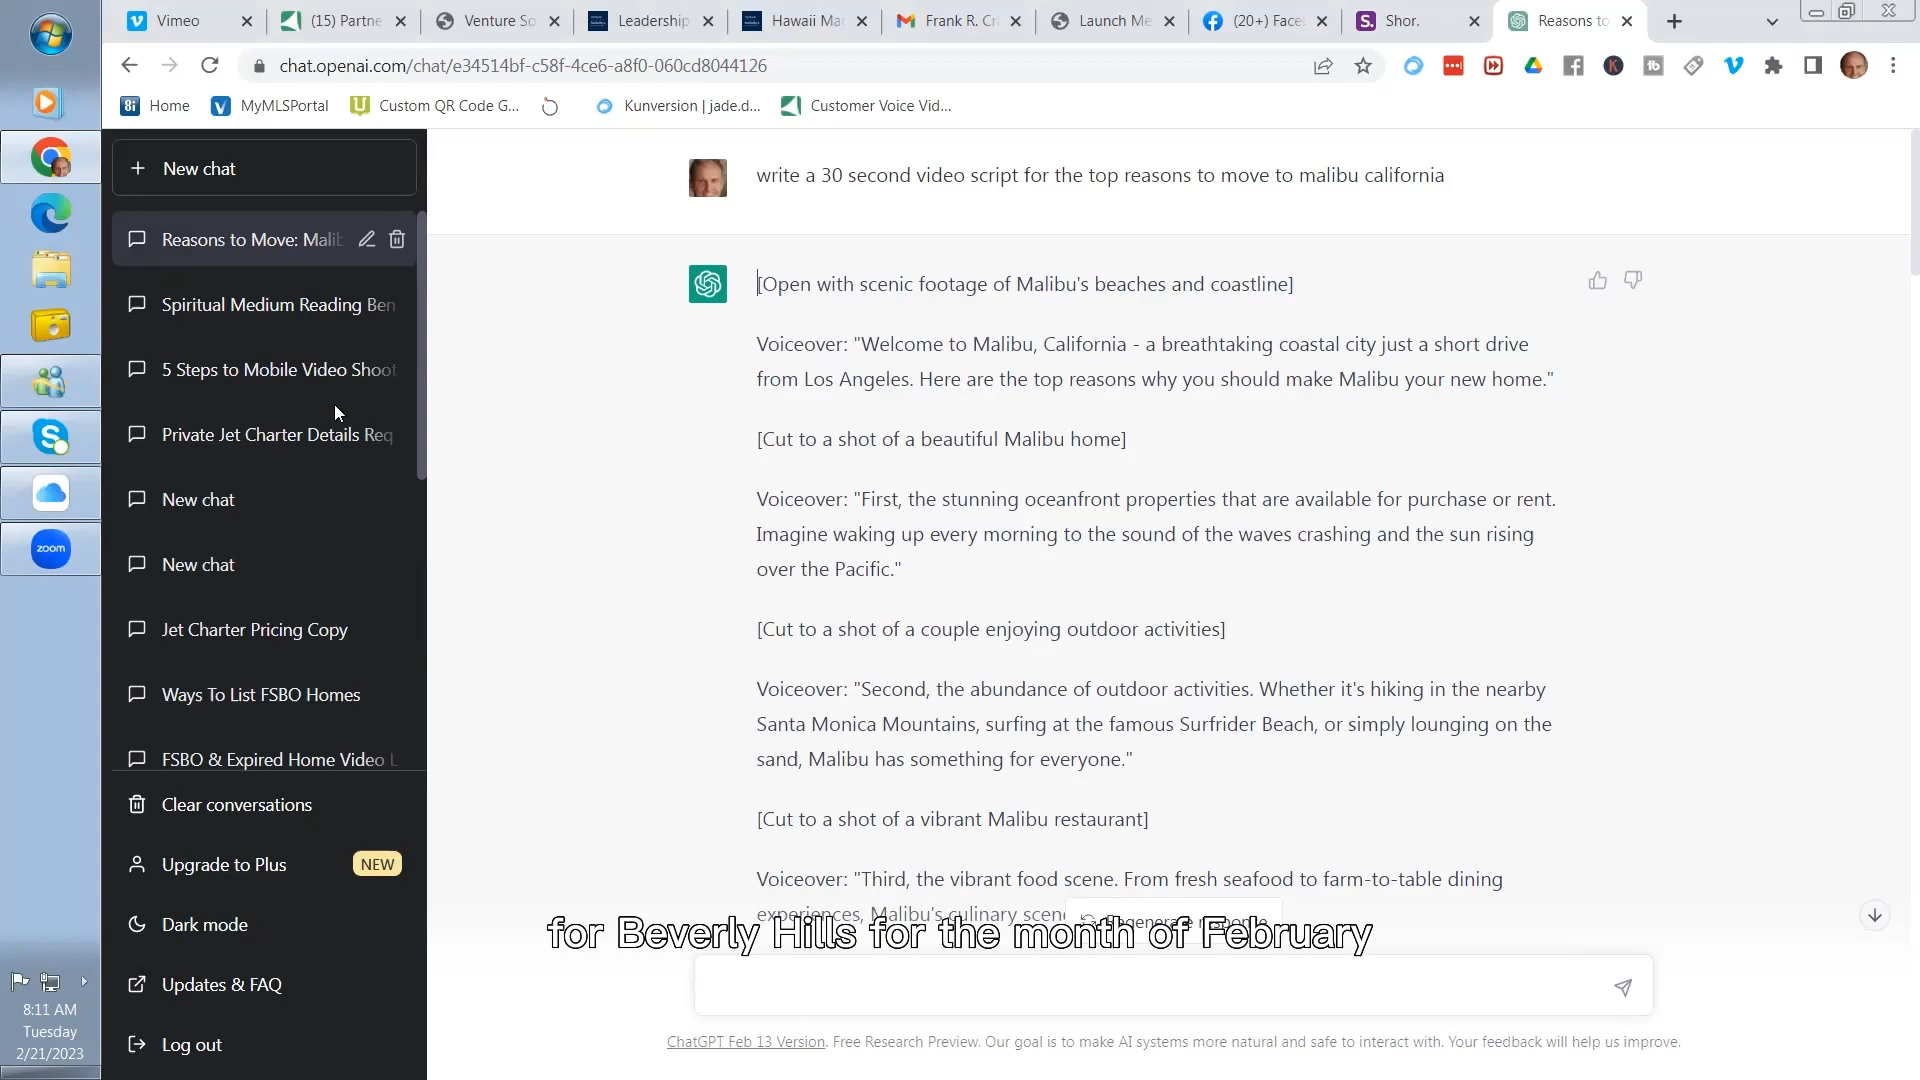 Vimeo
(15) Partne
Venture So
Leadership
Hawaii Ma
Frank R. Cr
Launch Me
(20+) Face
Shor.
Reasons to
chat.openai.com/chat/e34514bf-c58f-4ce6-a8f0-060cd8044126
8i Home
MyMLSPortal
Custom QR Code G...
Kunversion | jade.d...
Customer Voice Vid...
New chat
Reasons to Move: Malib
Spiritual Medium Reading Ben
5 Steps to Mobile Video Shoot
Private Jet Charter Details Req
New chat
New chat
Jet Charter Pricing Copy
Ways To List FSBO Homes
FSBO & Expired Home Video L
Clear conversations
Upgrade to Plus NEW
Dark mode
Updates & FAQ
Log out
zoom
8:11 AM
Tuesday
2/21/2023
write a 30 second video script for the top reasons to move to malibu california
[Open with scenic footage of Malibu's beaches and coastline]
Voiceover: "Welcome to Malibu, California - a breathtaking coastal city just a short drive
from Los Angeles. Here are the top reasons why you should make Malibu your new home."
[Cut to a shot of a beautiful Malibu home]
Voiceover: "First, the stunning oceanfront properties that are available for purchase or rent.
Imagine waking up every morning to the sound of the waves crashing and the sun rising
over the Pacific."
[Cut to a shot of a couple enjoying outdoor activities]
Voiceover: "Second, the abundance of outdoor activities. Whether it's hiking in the nearby
Santa Monica Mountains, surfing at the famous Surfrider Beach, or simply lounging on the
sand, Malibu has something for everyone."
[Cut to a shot of a vibrant Malibu restaurant]
Voiceover: "Third, the vibrant food scene. From fresh seafood to farm-to-table dining
experiences, Malibu's culinary scene
Regenerate response
for Beverly Hills for the month of February
ChatGPT Feb 13 Version. Free Research Preview. Our goal is to make AI systems more natural and safe to interact with. Your feedback will help us improve.